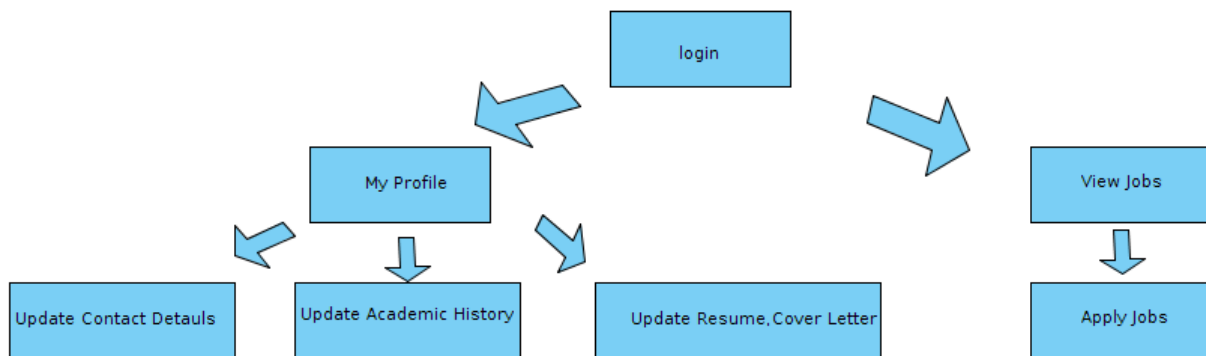 login
My Profile
View Jobs
Update Contact Detauls
Update Academic History
Update Resume,Cover Letter
Apply Jobs